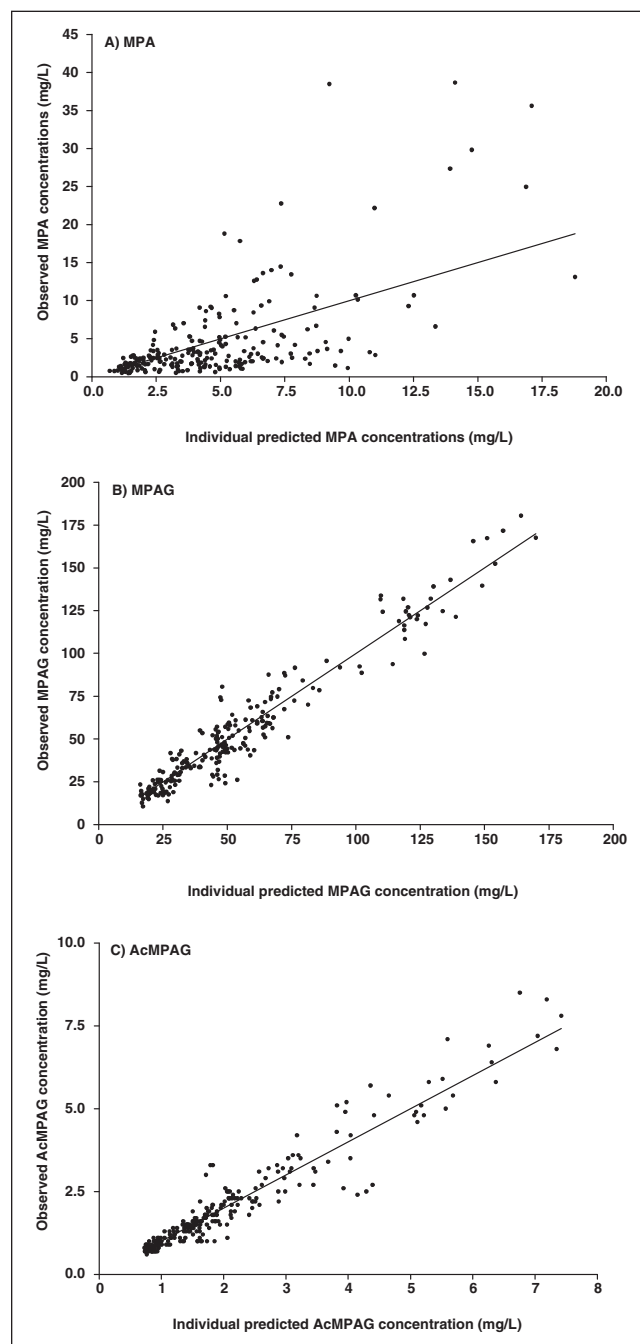 A) MPA
45
40
35
30
25
20
15
10
5
0
Observed MPA concentrations (mg/L)
0.0 2.5 5.0 7.5 10.0 12.5 15.0 17.5 20.0
Individual predicted MPA concentrations (mg/L)
B) MPAG
200
175
150
125
100
75
50
25
0
Observed MPAG concentration (mg/L)
0 25 50 75 100 125 150 175 200
Individual predicted MPAG concentration (mg/L)
C) AcMPAG
10.0
7.5
5.0
2.5
0.0
Observed AcMPAG concentration (mg/L)
0 1 2 3 4 5 6 7 8
Individual predicted AcMPAG concentration (mg/L)